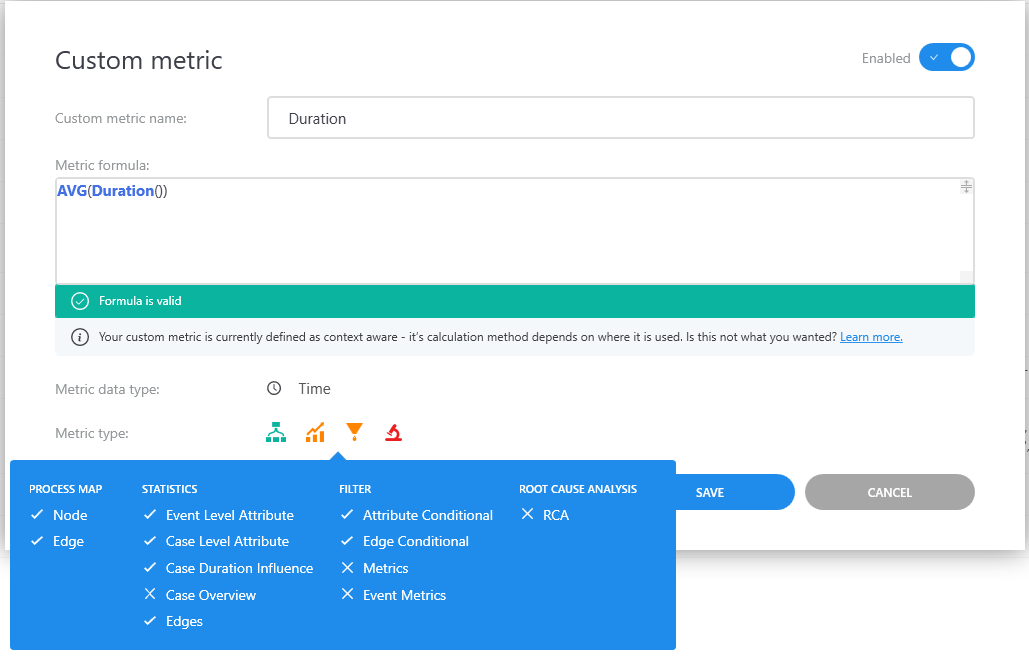 Custom metric
Enabled
Custom metric name:
Duration
Metric formula:
AVG(Duration())
Formula is valid
Your custom metric is currently defined as context aware - it's calculation method depends on where it is used. Is this not what you wanted? Learn more.
Metric data type:
Time
Metric type:
PROCESS MAP
Node
Edge
STATISTICS
Event Level Attribute
Case Level Attribute
Case Duration Influence
Case Overview
Edges
FILTER
Attribute Conditional
Edge Conditional
Metrics
Event Metrics
ROOT CAUSE ANALYSIS
RCA
SAVE
CANCEL